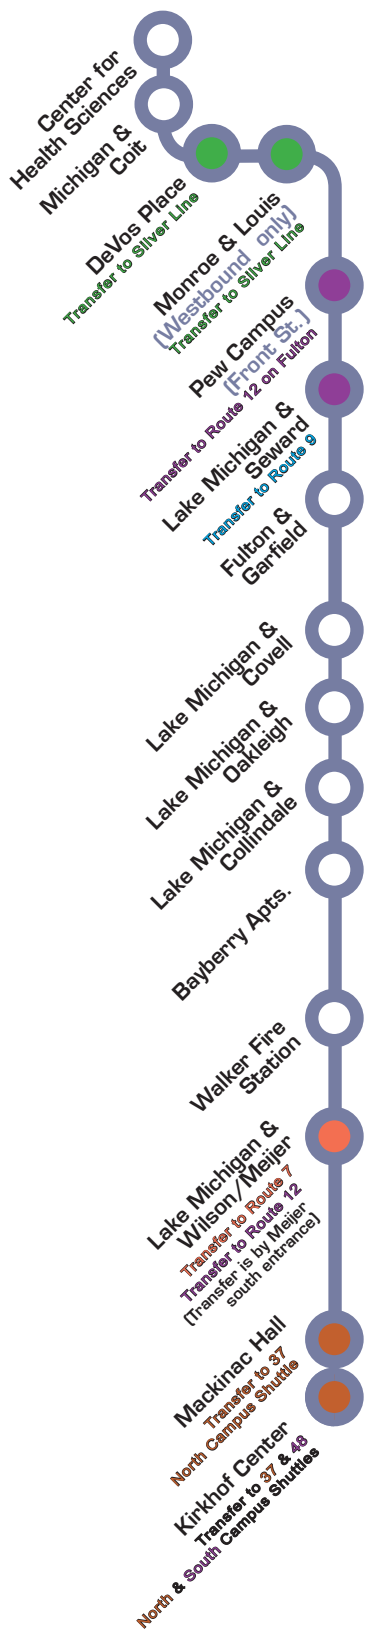 Center for
Health Sciences
Michigan &
Coit
DeVos Place
Transfer to Silver Line
Monroe & Louis
(Westbound only)
Transfer to Silver Line
Pew Campus
(Front St.)
Transfer to Route 12 on Fulton
Lake Michigan &
Seward
Transfer to Route 9
Fulton &
Garfield
Lake Michigan &
Covell
Lake Michigan &
Oakleigh
Lake Michigan &
Collindale
Bayberry Apts.
Walker Fire
Station
Lake Michigan &
Wilson/Meijer
Transfer to Route 7
Transfer to Route 12
(Transfer is by Meijer
south entrance)
Mackinac Hall
Transfer to 37
North Campus Shuttle
Kirkhof Center
Transfer to 37 & 48
North & South Campus Shuttles